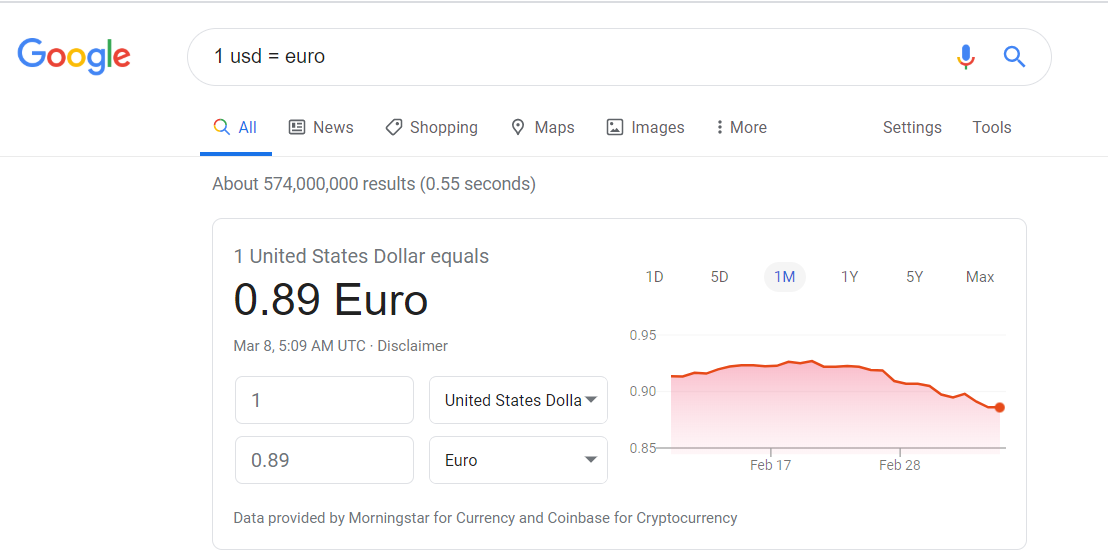 Google
1 usd = euro
All News Shopping Maps Images More Settings Tools
About 574,000,000 results (0.55 seconds)
1 United States Dollar equals
0.89 Euro
Mar 8, 5:09 AM UTC · Disclaimer
1 United States Dolla
0.89 Euro
1D 5D 1M 1Y 5Y Max
0.95
0.90
0.85
Feb 17 Feb 28
Data provided by Morningstar for Currency and Coinbase for Cryptocurrency